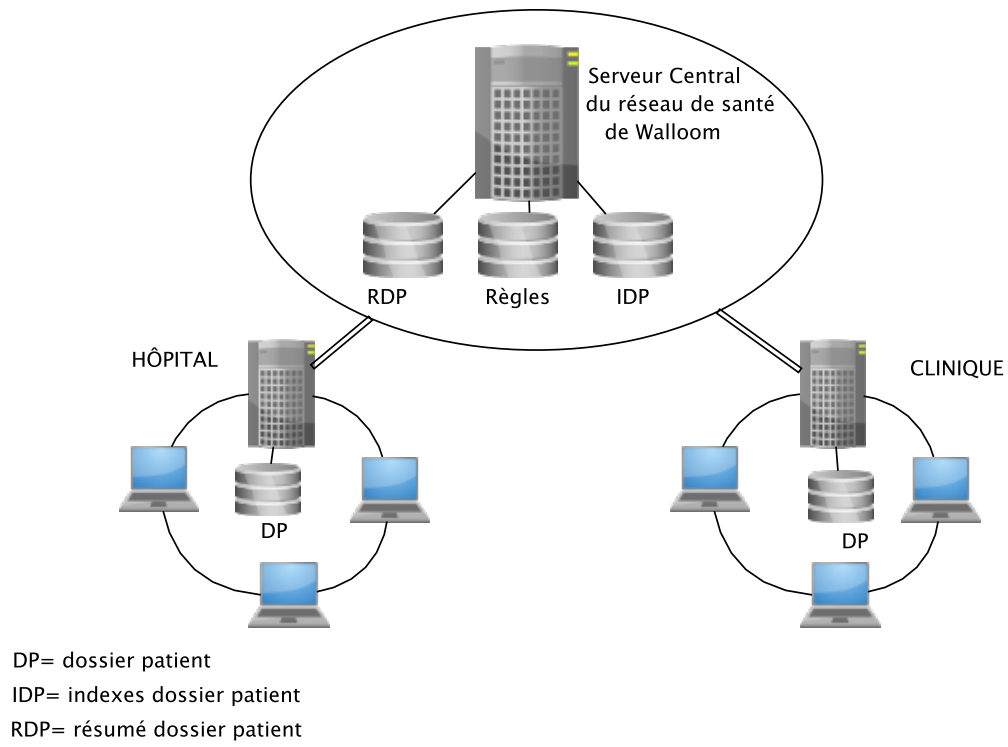 Serveur Central
du réseau de santé
de Walloom
RDP
Règles
IDP
HÔPITAL
CLINIQUE
DP
DP
DP= dossier patient
IDP= indexes dossier patient
RDP= résumé dossier patient